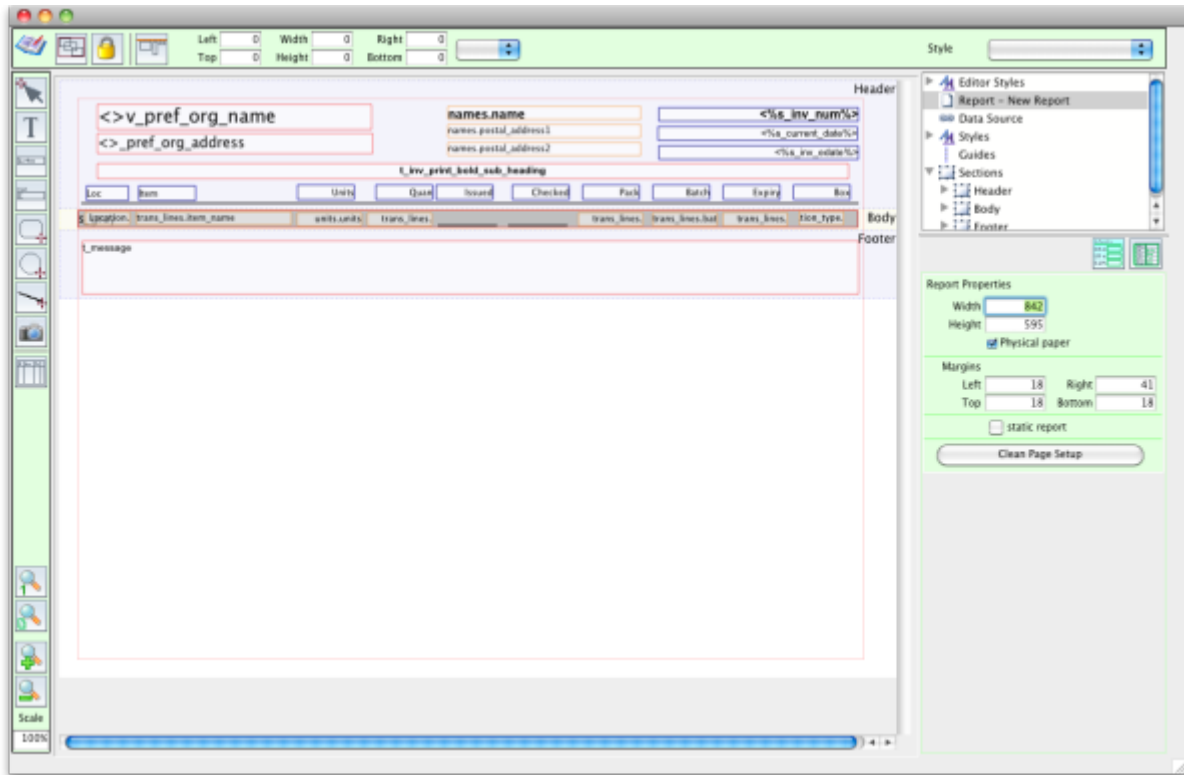 Left 0 Width 0 Right 0
Top 0 Height 0 Bottom 0
Style
T
Header
<>v_pref_org_name
<>_pref_org_address
names.name
names.postal_address1
names.postal_address2
<%s_inv_num%>
<%s_current_date%>
t_inv_print_bold_sub_heading
Loc Item Units Quan Issued Checked Pack Batch Expiry Box
trans_lines.item_name units.units trans_lines. trans_lines. trans_lines.bat trans_lines. tion_type. Body
Footer
t_message
Scale
100%
Editor Styles
Report - New Report
Data Source
Styles
Guides
Sections
Header
Body
Footer
Report Properties
Width 842
Height 595
Physical paper
Margins
Left 18 Right 41
Top 18 Bottom 18
static report
Clean Page Setup